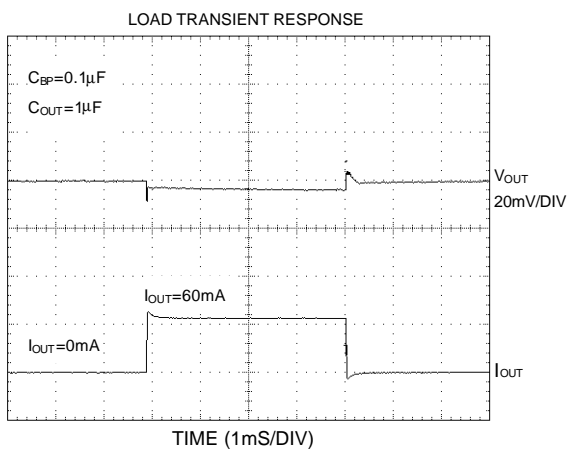 LOAD TRANSIENT RESPONSE
CBP=0.1µF
COUT=1µF
VOUT
20mV/DIV
IOUT=60mA
IOUT=0mA
IOUT
TIME (1mS/DIV)